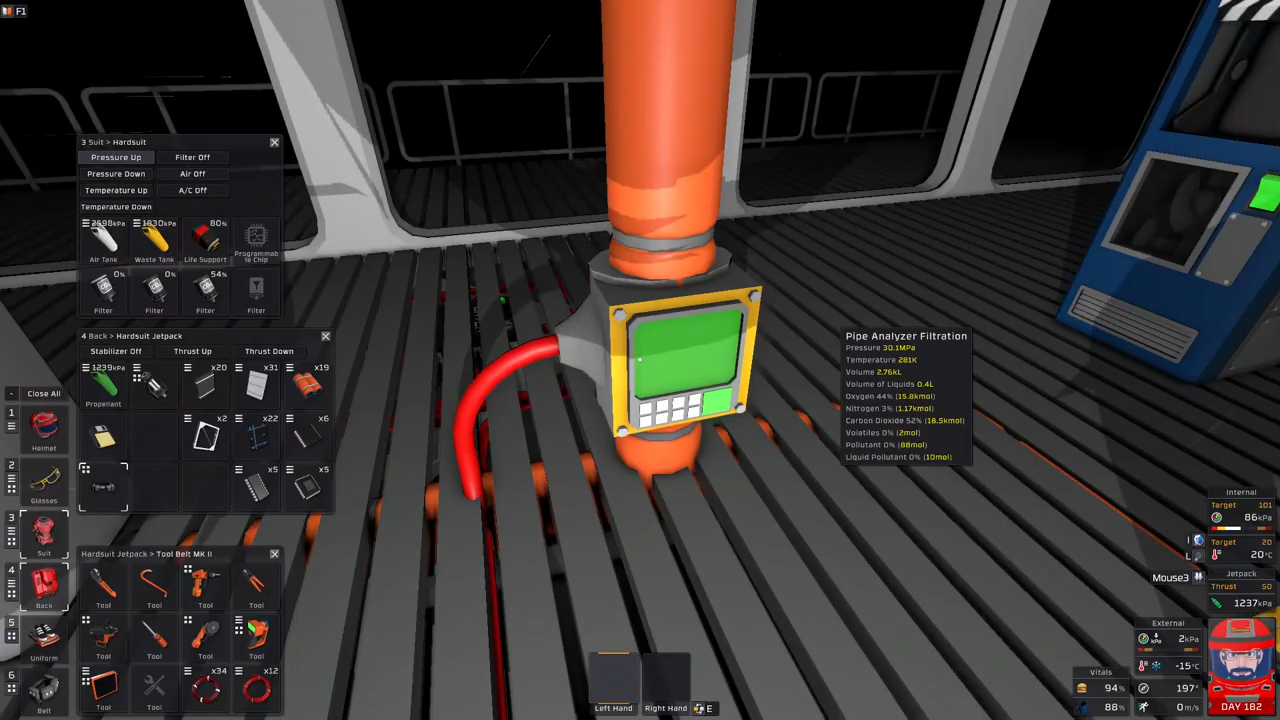 F1
3 Suit > Hardsuit
Pressure Up
Filter Off
Pressure Down
Air Off
Temperature Up
A/C Off
Temperature Down
2598kPa
1830kPa
80%
Air Tank
Waste Tank
Life Support
Programmable Chip
0%
0%
54%
Filter
Filter
Filter
Filter
4 Back > Hardsuit Jetpack
Stabilizer Off
Thrust Up
Thrust Down
1239kPa
x20
x31
x19
Propellant
x2
x22
x6
x5
x5
Close All
1
Helmet
2
Glasses
3
Suit
4
Back
5
Uniform
6
Belt
Hardsuit Jetpack > Tool Belt MK II
Tool
Tool
Tool
Tool
Tool
Tool
Tool
Tool
x34
x12
Tool
Tool
Tool
Tool
Pipe Analyzer Filtration
Pressure 30.1MPa
Temperature 281K
Volume 2.76kL
Volume of Liquids 0.4L
Oxygen 44% (15.8kmol)
Nitrogen 3% (1.17kmol)
Carbon Dioxide 52% (18.5kmol)
Volatiles 0% (2mol)
Pollutant 0% (88mol)
Liquid Pollutant 0% (10mol)
Left Hand
Right Hand
E
Internal
Target 101
86kPa
Target 20
20°C
I
L
Mouse3
Jetpack
Thrust 50
1237kPa
External
kPa
2kPa
-15°C
Vitals
94%
197°
88%
0m/s
DAY 182